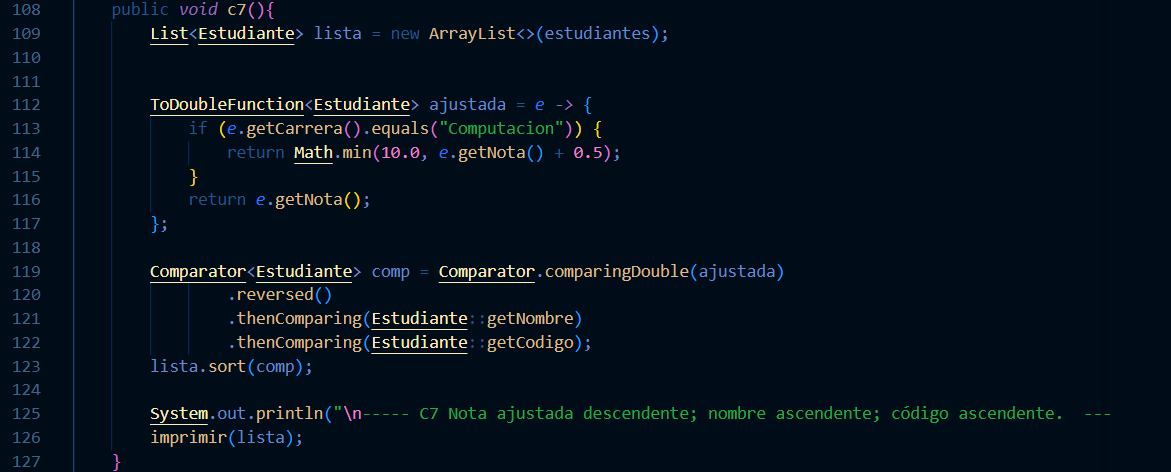 108 public void c7(){
109 List<Estudiante> lista = new ArrayList<>(estudiantes);
110
111
112 ToDoubleFunction<Estudiante> ajustada = e -> {
113 if (e.getCarrera().equals("Computacion")) {
114 return Math.min(10.0, e.getNota() + 0.5);
115 }
116 return e.getNota();
117 };
118
119 Comparator<Estudiante> comp = Comparator.comparingDouble(ajustada)
120 .reversed()
121 .thenComparing(Estudiante::getNombre)
122 .thenComparing(Estudiante::getCodigo);
123 lista.sort(comp);
124
125 System.out.println("\n----- C7 Nota ajustada descendente; nombre ascendente; código ascendente.  ---
126 imprimir(lista);
127 }